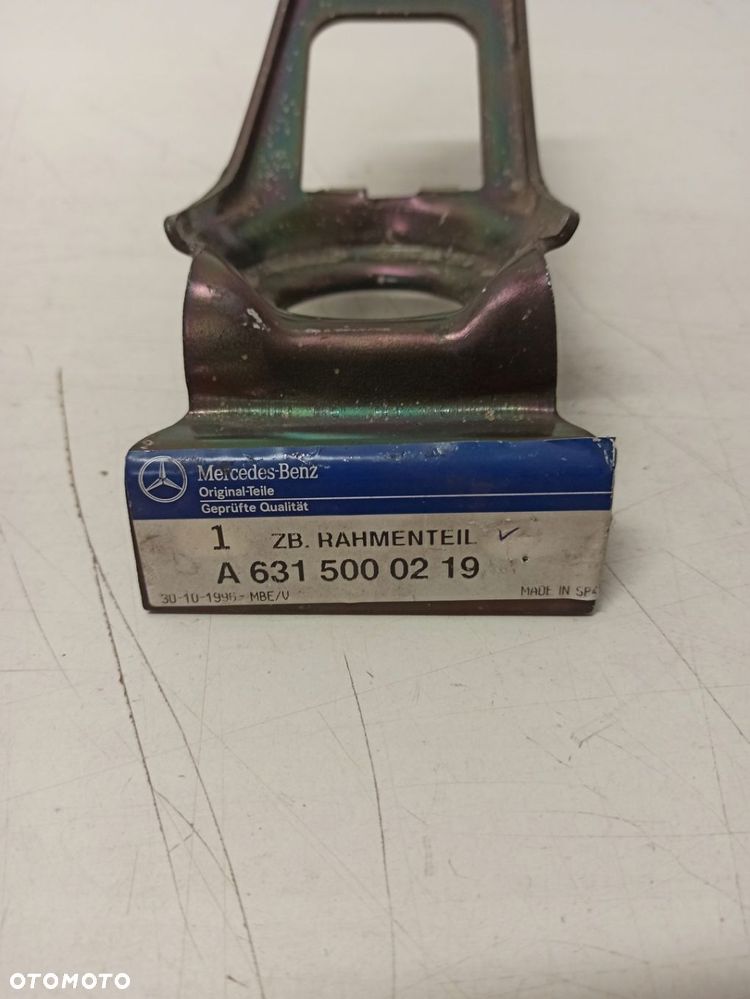 Mercedes-Benz
Original-Teile
Geprüfte Qualität
1 ZB. RAHMENTEIL
A 631 500 02 19
30-10-1996- MBE/V MADE IN SPA
OTOMOTO